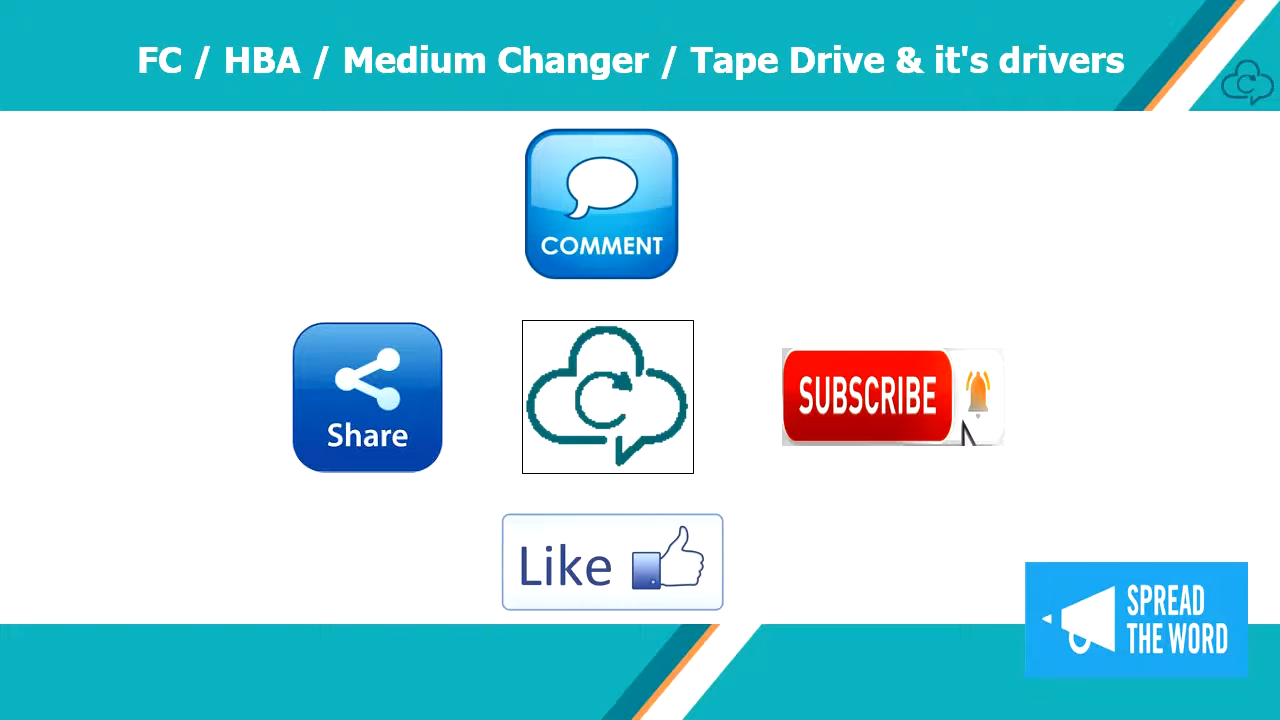 FC / HBA / Medium Changer / Tape Drive & it's drivers
COMMENT
Share
SUBSCRIBE
Like
SPREAD
THE WORD